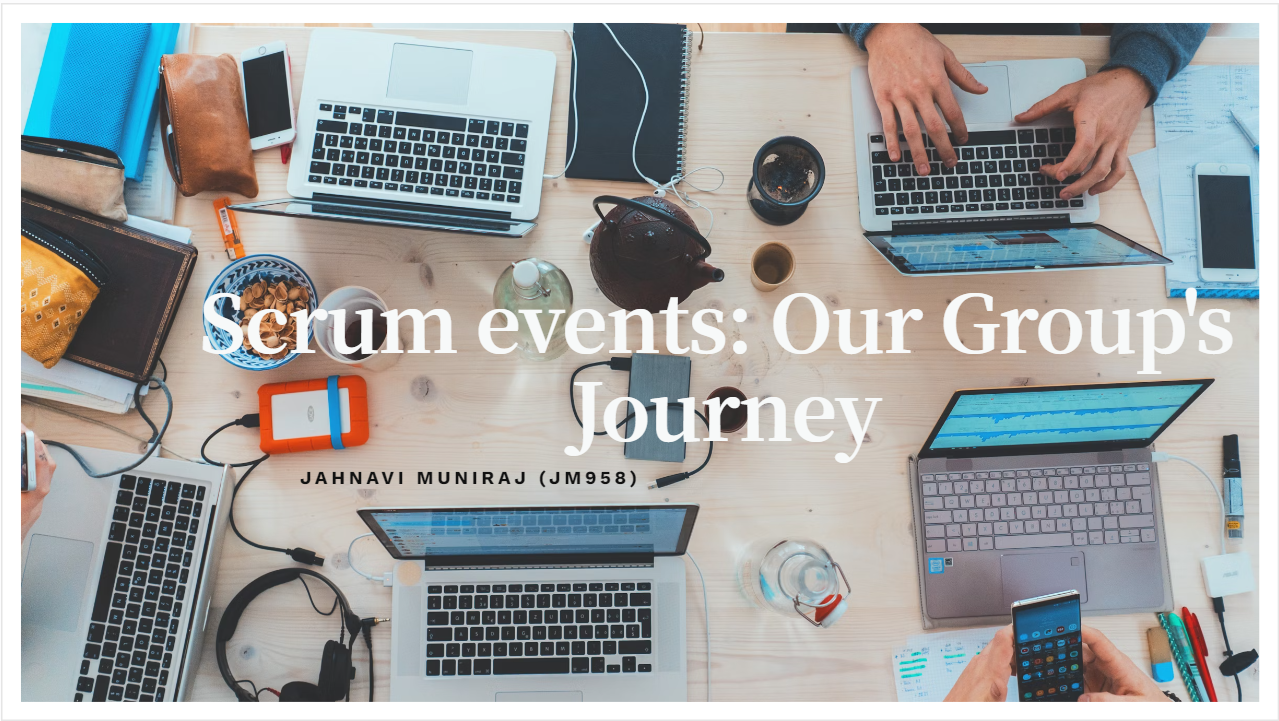 Scrum events: Our Group's
Journey
JAHNAVI MUNIRAJ (JM958)